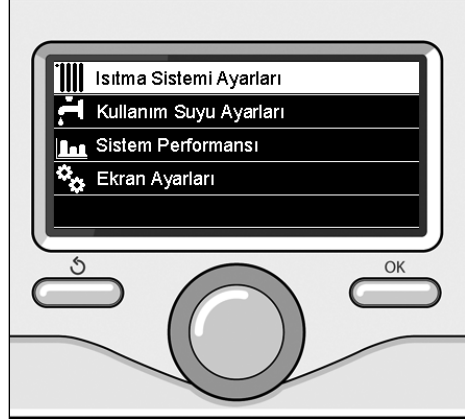 Isıtma Sistemi Ayarları
Kullanım Suyu Ayarları
Sistem Performansı
Ekran Ayarları
OK